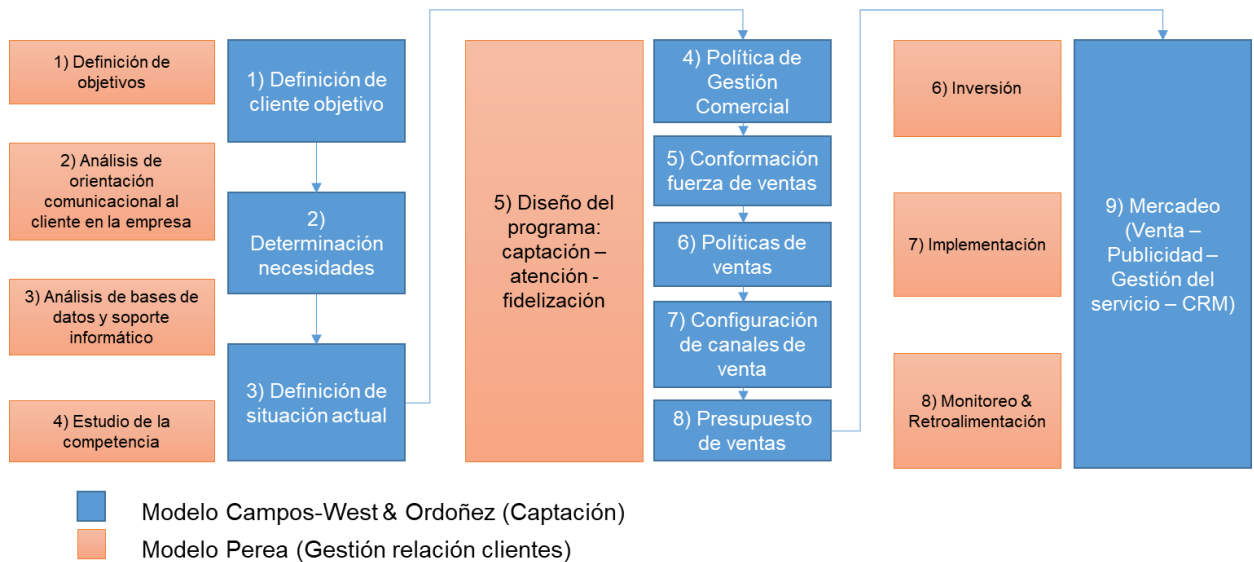 1) Definición de
objetivos
2) Análisis de
orientación
comunicacional al
cliente en la empresa
3) Análisis de bases de
datos y soporte
informático
4) Estudio de la
competencia
1) Definición de
cliente objetivo
2)
Determinación
necesidades
3) Definición de
situación actual
5) Diseño del
programa:
captación –
atención -
fidelización
4) Política de
Gestión
Comercial
5) Conformación
fuerza de ventas
6) Políticas de
ventas
7) Configuración
de canales de
venta
8) Presupuesto
de ventas
6) Inversión
7) Implementación
8) Monitoreo &
Retroalimentación
9) Mercadeo
(Venta –
Publicidad –
Gestión del
servicio – CRM)
Modelo Campos-West & Ordoñez (Captación)
Modelo Perea (Gestión relación clientes)